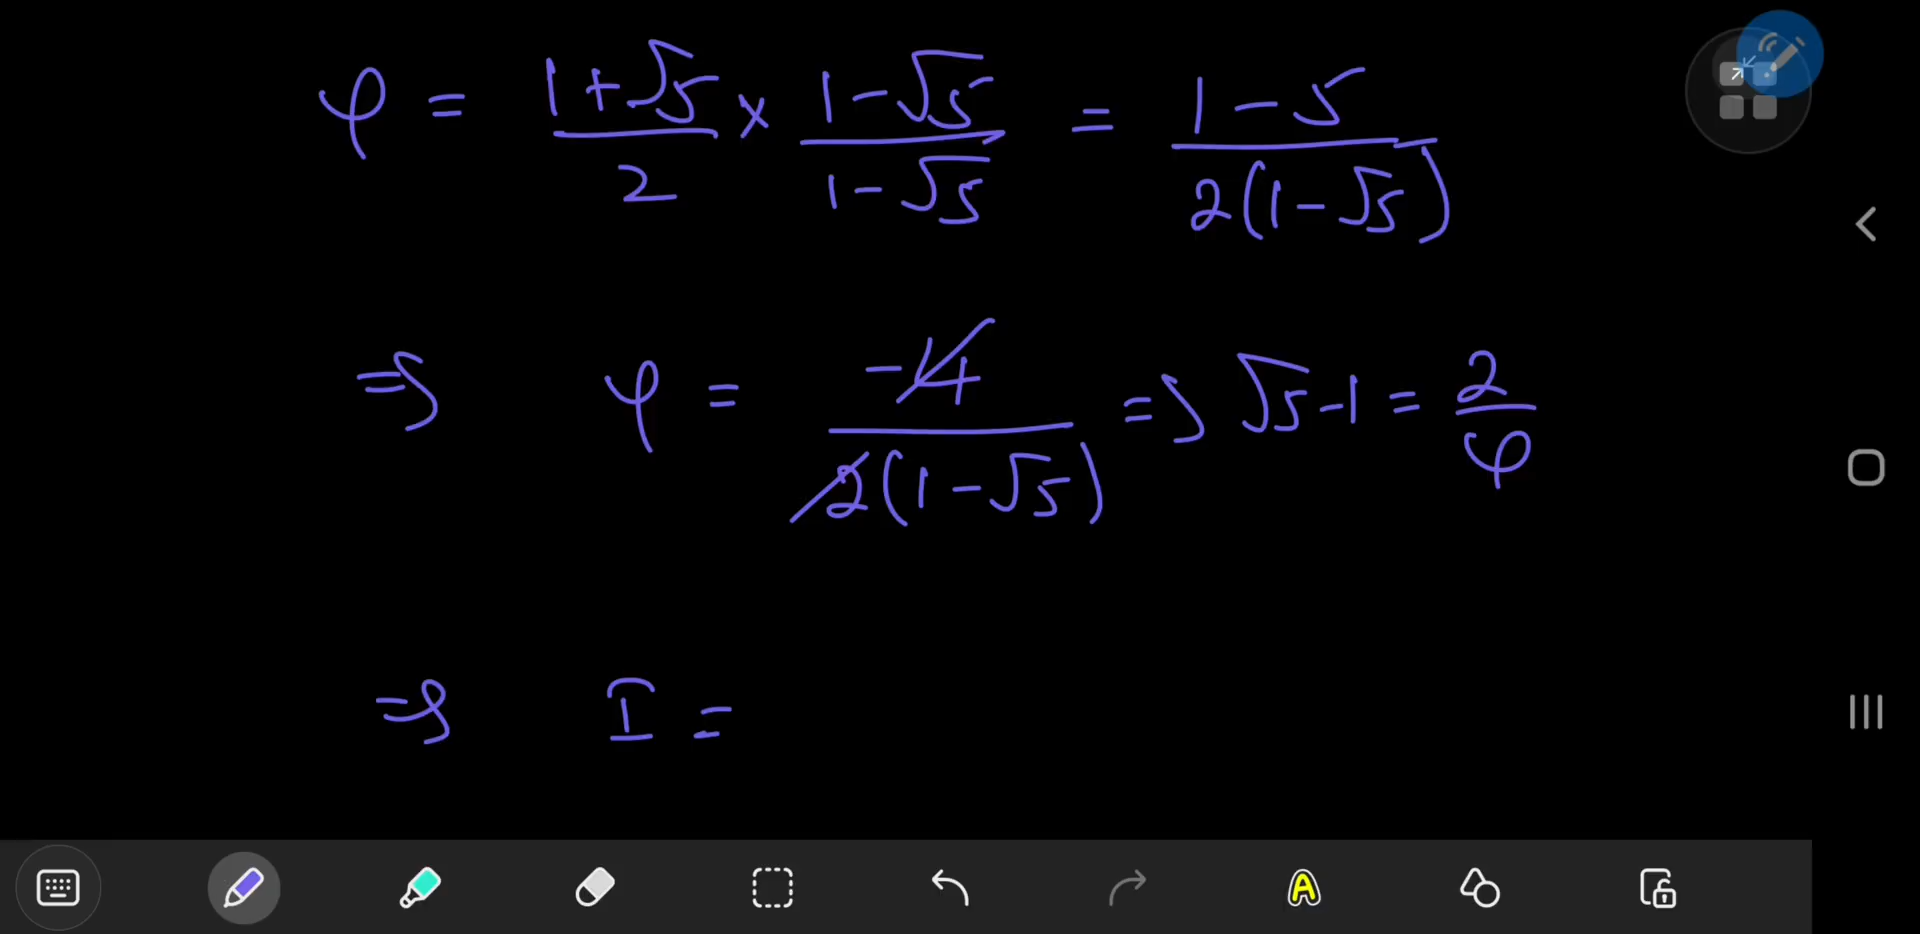 φ = (1+√5)/2 × (1-√5)/(1-√5) = (1-5)/(2(1-√5))
⇒ φ = -4/(2(1-√5)) ⇒ √5-1 = 2/φ
⇒ I =
A